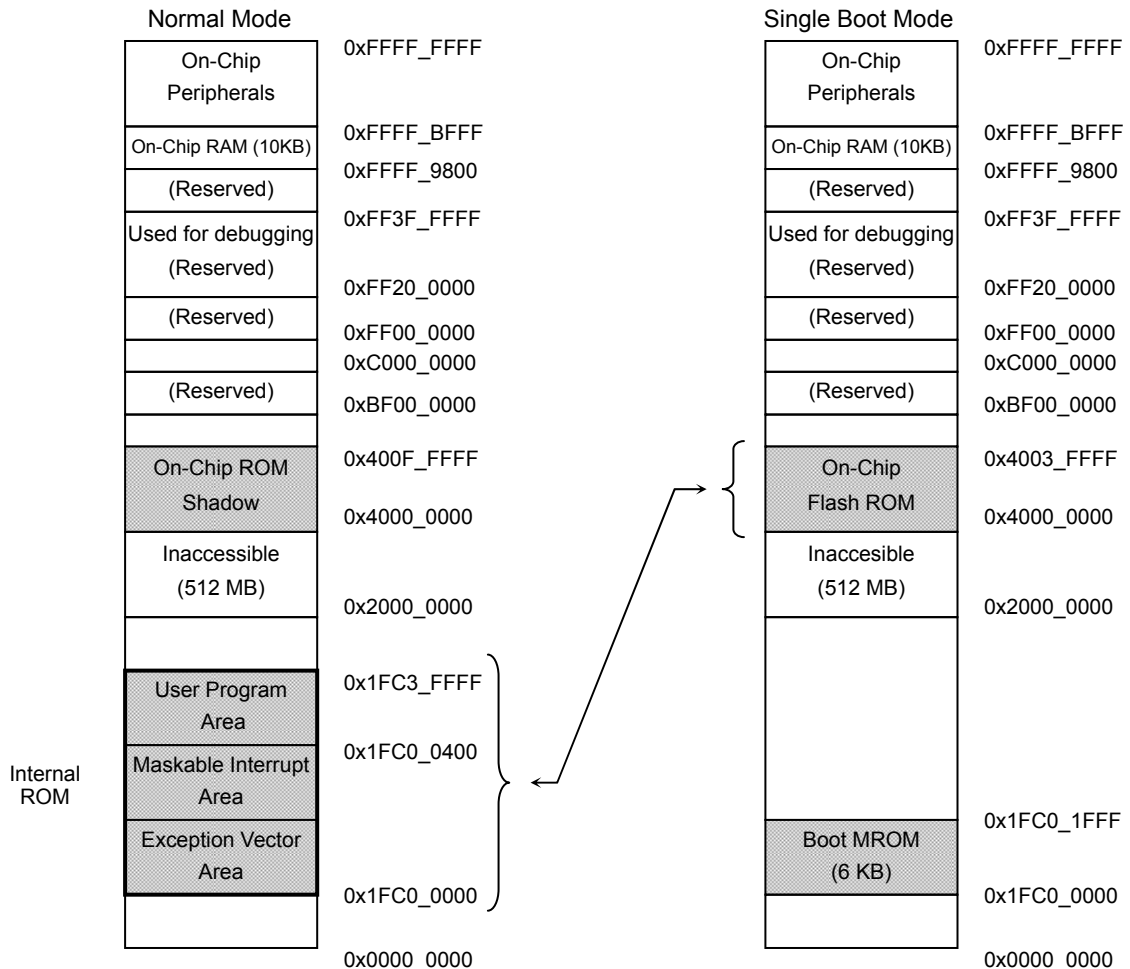 Normal Mode
0xFFFF_FFFF
On-Chip
Peripherals
0xFFFF_BFFF
On-Chip RAM (10KB)
0xFFFF_9800
(Reserved)
0xFF3F_FFFF
Used for debugging
(Reserved)
0xFF20_0000
(Reserved)
0xFF00_0000
0xC000_0000
(Reserved)
0xBF00_0000
0x400F_FFFF
On-Chip ROM
Shadow
0x4000_0000
Inaccessible
(512 MB)
0x2000_0000
0x1FC3_FFFF
User Program
Area
0x1FC0_0400
Maskable Interrupt
Area
Internal
ROM
Exception Vector
Area
0x1FC0_0000
0x0000_0000
Single Boot Mode
0xFFFF_FFFF
On-Chip
Peripherals
0xFFFF_BFFF
On-Chip RAM (10KB)
0xFFFF_9800
(Reserved)
0xFF3F_FFFF
Used for debugging
(Reserved)
0xFF20_0000
(Reserved)
0xFF00_0000
0xC000_0000
(Reserved)
0xBF00_0000
0x4003_FFFF
On-Chip
Flash ROM
0x4000_0000
Inaccesible
(512 MB)
0x2000_0000
0x1FC0_1FFF
Boot MROM
(6 KB)
0x1FC0_0000
0x0000_0000